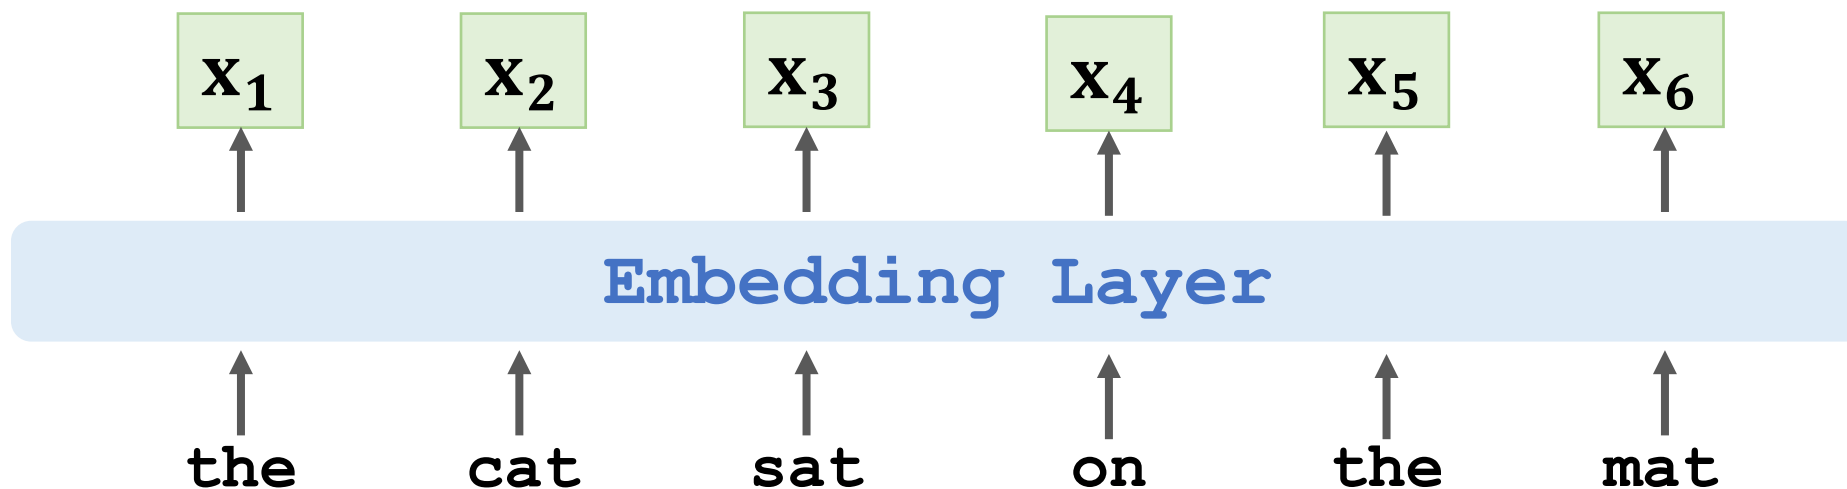 x₁ x₂ x₃ x₄ x₅ x₆
Embedding Layer
the cat sat on the mat